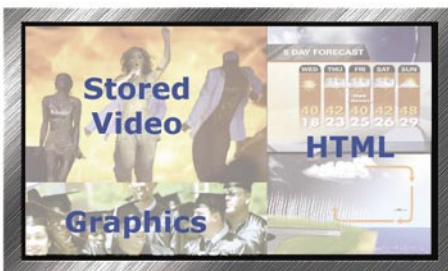 Stored
Video
Graphics
5 DAY FORECAST
WED THU FRI SAT SUN
40 42 40 42 48
18 23 25 26 29
HTML